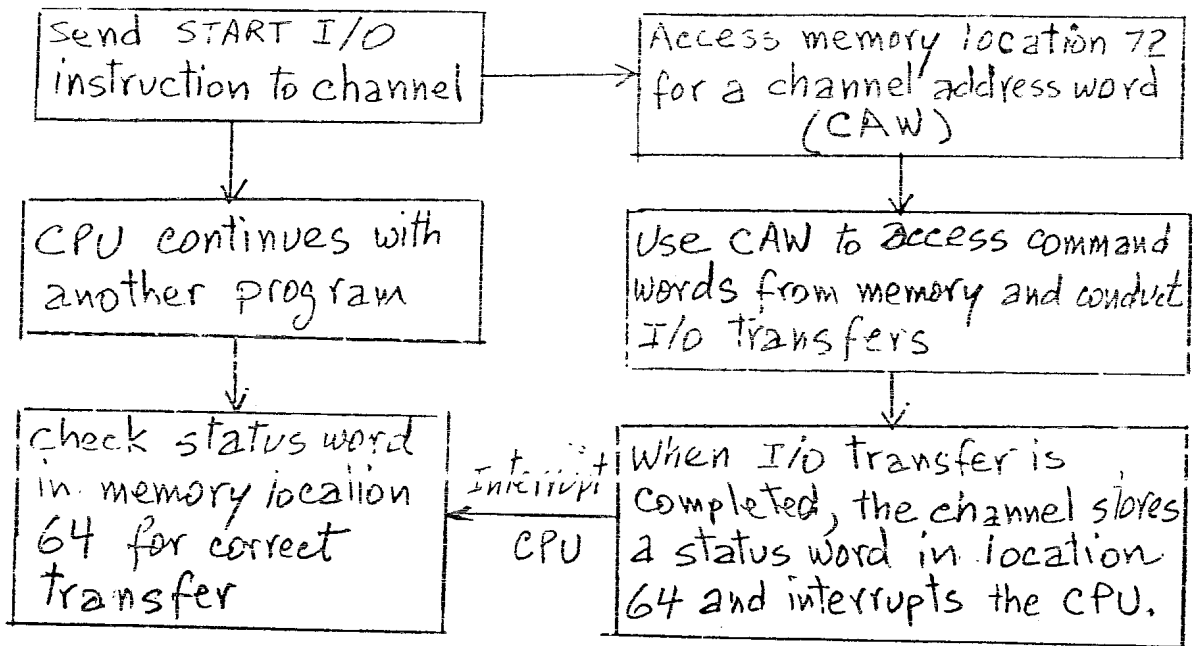 Send START I/O
instruction to channel
Access memory location 72
for a channel address word
(CAW)
CPU continues with
another program
Use CAW to access command
words from memory and conduct
I/O transfers
Check status word
in memory location
64 for correct
transfer
Interrupt
CPU
When I/O transfer is
completed, the channel stores
a status word in location
64 and interrupts the CPU.